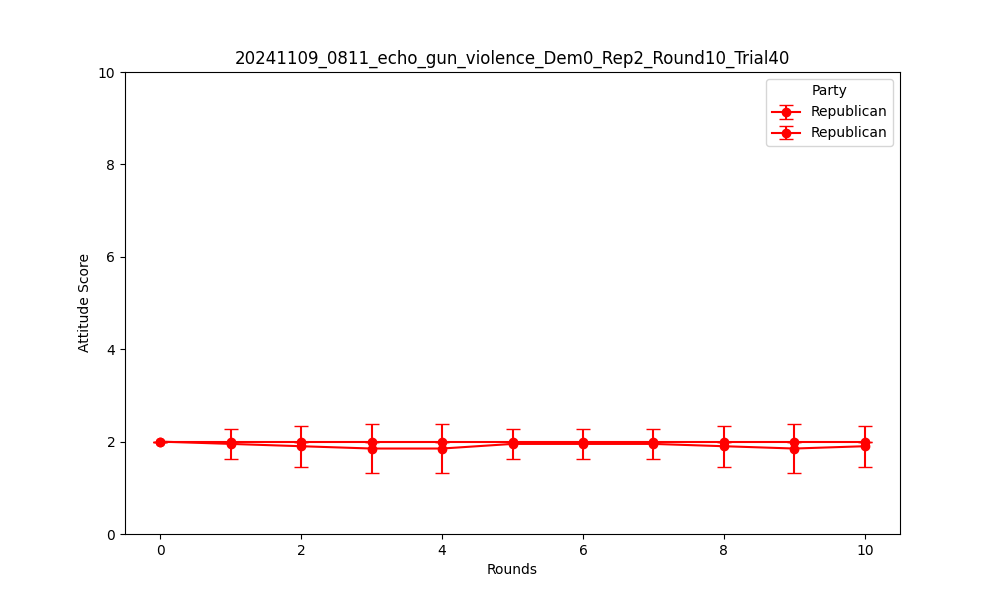 20241109_0811_echo_gun_violence_Dem0_Rep2_Round10_Trial40
Party
Republican
Republican
10
8
6
4
2
0
Attitude Score
0 2 4 6 8 10
Rounds